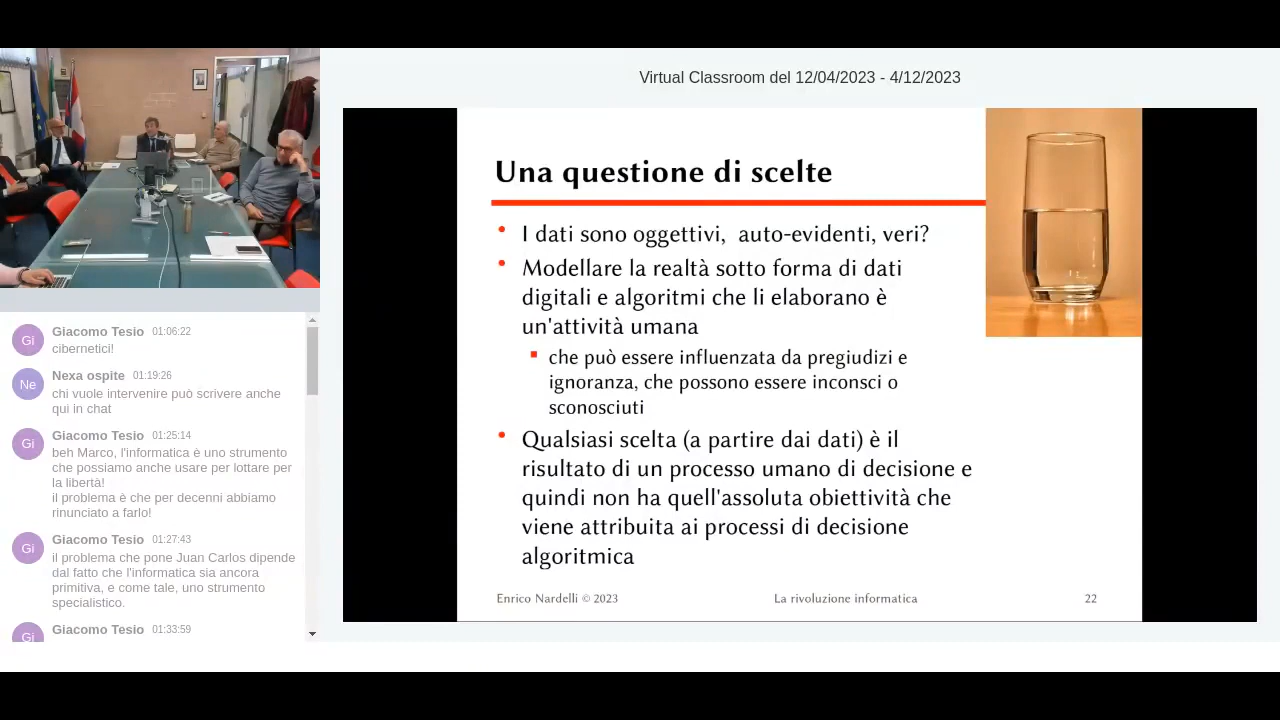 Virtual Classroom del 12/04/2023 - 4/12/2023
Una questione di scelte
I dati sono oggettivi, auto-evidenti, veri?
Modellare la realtà sotto forma di dati
digitali e algoritmi che li elaborano è
un'attività umana
che può essere influenzata da pregiudizi e
ignoranza, che possono essere inconsci o
sconosciuti
Qualsiasi scelta (a partire dai dati) è il
risultato di un processo umano di decisione e
quindi non ha quell'assoluta obiettività che
viene attribuita ai processi di decisione
algoritmica
Enrico Nardelli © 2023
La rivoluzione informatica
22
Gi
Giacomo Tesio 01:06:22
cibernetici!
Ne
Nexa ospite 01:19:26
chi vuole intervenire può scrivere anche
qui in chat
Gi
Giacomo Tesio 01:25:14
beh Marco, l'informatica è uno strumento
che possiamo anche usare per lottare per
la libertà!
il problema è che per decenni abbiamo
rinunciato a farlo!
Gi
Giacomo Tesio 01:27:43
il problema che pone Juan Carlos dipende
dal fatto che l'informatica sia ancora
primitiva, e come tale, uno strumento
specialistico.
Gi
Giacomo Tesio 01:33:59